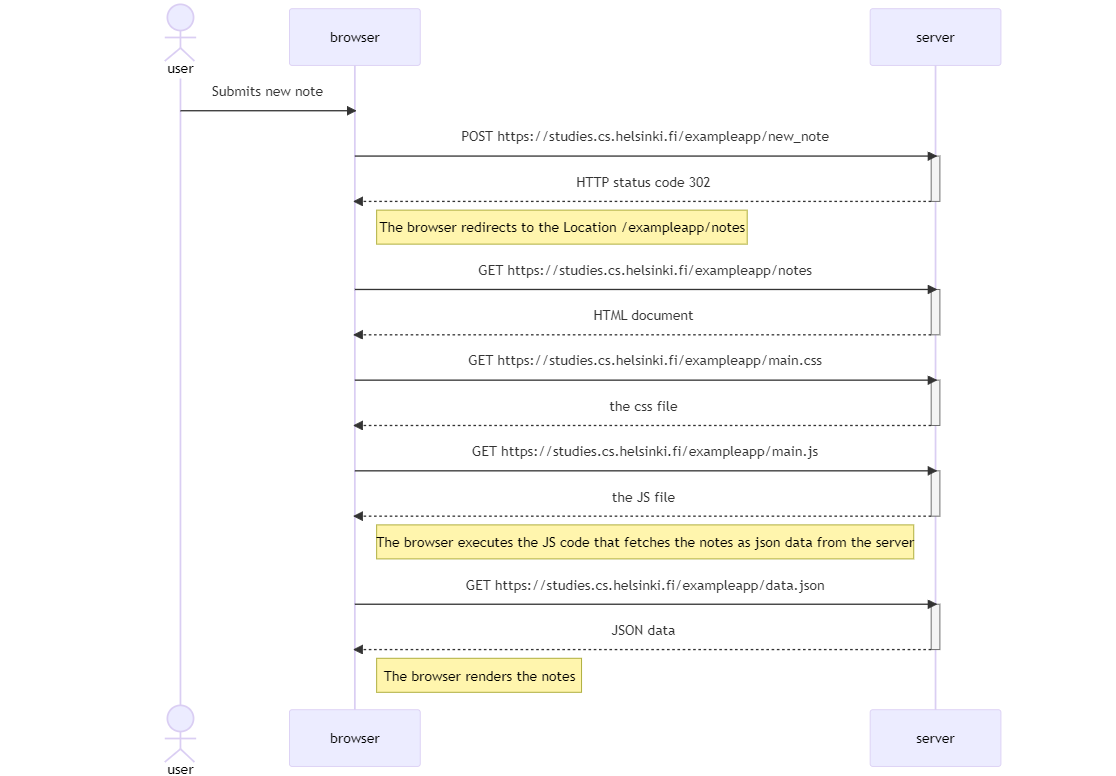 browser
server
user
Submits new note
POST https://studies.cs.helsinki.fi/exampleapp/new_note
HTTP status code 302
The browser redirects to the Location /exampleapp/notes
GET https://studies.cs.helsinki.fi/exampleapp/notes
HTML document
GET https://studies.cs.helsinki.fi/exampleapp/main.css
the css file
GET https://studies.cs.helsinki.fi/exampleapp/main.js
the JS file
The browser executes the JS code that fetches the notes as json data from the server
GET https://studies.cs.helsinki.fi/exampleapp/data.json
JSON data
The browser renders the notes
browser
server
user